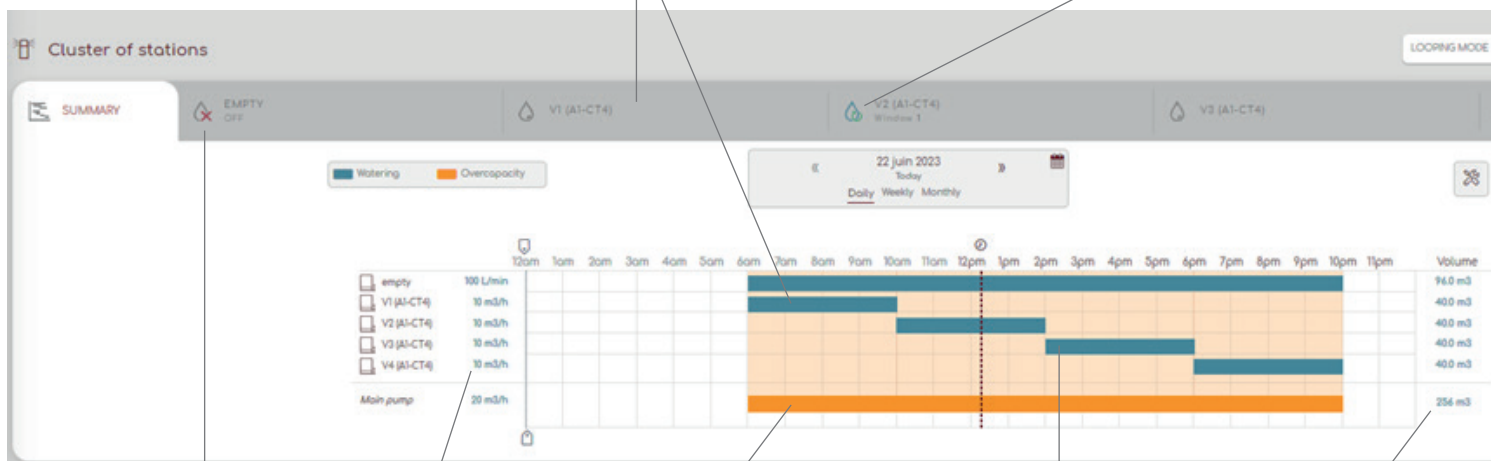 Cluster of stations
LOOPING MODE
SUMMARY
EMPTY
OFF
V1 (A1-CT4)
V2 (A1-CT4)
Window 1
V3 (A1-CT4)
Watering
Overcapacity
« 22 juin 2023 »
Today
Daily Weekly Monthly
12am 1am 2am 3am 4am 5am 6am 7am 8am 9am 10am 11am 12pm 1pm 2pm 3pm 4pm 5pm 6pm 7pm 8pm 9pm 10pm 11pm Volume
empty 100 L/min 96.0 m3
V1 (A1-CT4) 10 m3/h 40.0 m3
V2 (A1-CT4) 10 m3/h 40.0 m3
V3 (A1-CT4) 10 m3/h 40.0 m3
V4 (A1-CT4) 10 m3/h 40.0 m3
Main pump 20 m3/h 256 m3